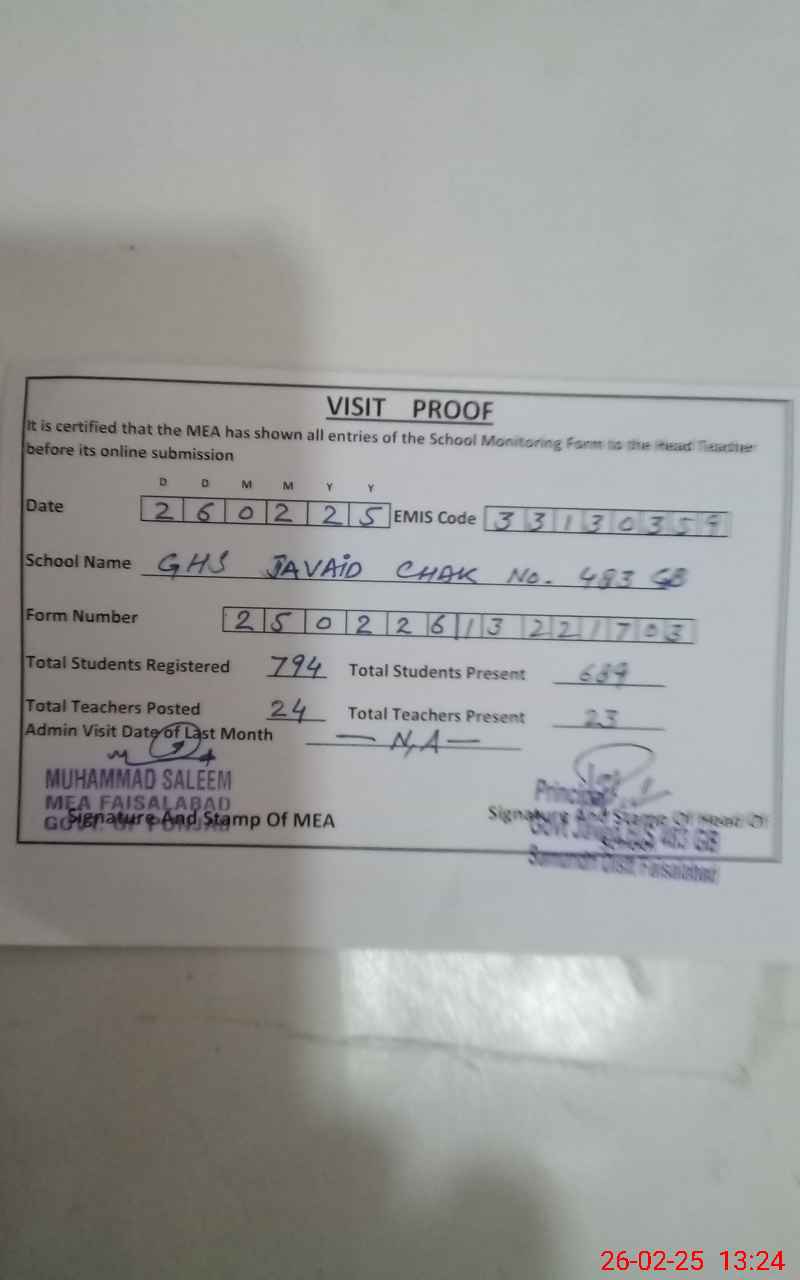 VISIT PROOF
It is certified that the MEA has shown all entries of the School Monitoring Form to the Head Teacher
before its online submission
D D M M Y Y
Date 2 6 0 2 2 5 EMIS Code 3 3 1 3 0 3 5 9
School Name GHS JAVAID CHAK No. 483 GB
Form Number 2 5 0 2 2 6 1 3 2 2 1 7 0 3
Total Students Registered 794 Total Students Present 689
Total Teachers Posted 24 Total Teachers Present 23
Admin Visit Date of Last Month — N,A —
MUHAMMAD SALEEM
MEA FAISALABAD
GOVT. OF PUNJAB
Signature And Stamp Of MEA
Principal
Signature And Stamp Of Head Of
Govt 483 GB
Faisalabad
26-02-25 13:24